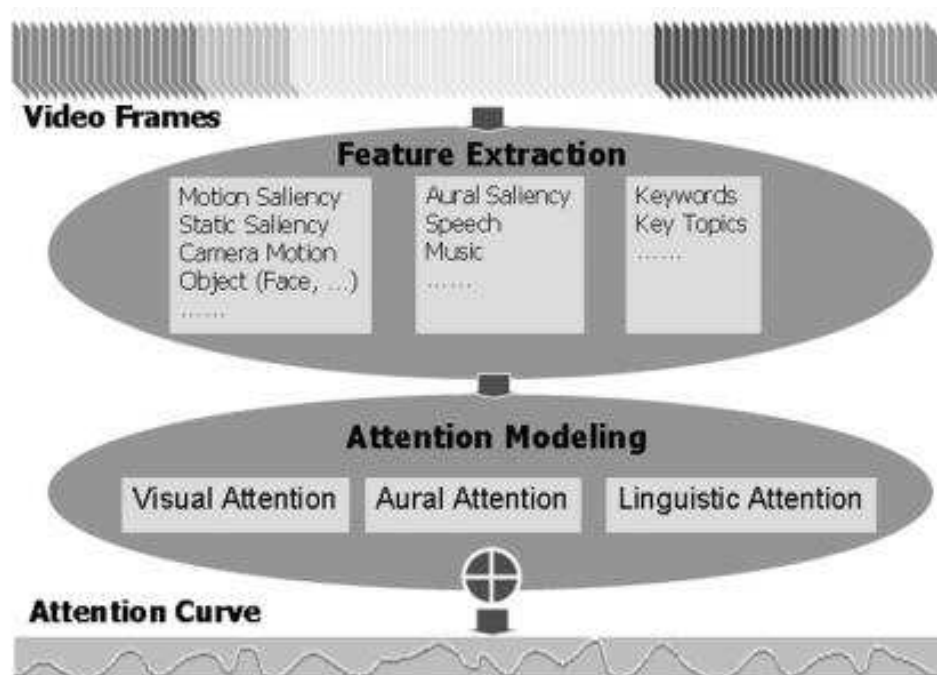 Video Frames
Feature Extraction
Motion Saliency
Static Saliency
Camera Motion
Object (Face, ...)
......
Aural Saliency
Speech
Music
......
Keywords
Key Topics
......
Attention Modeling
Visual Attention
Aural Attention
Linguistic Attention
Attention Curve